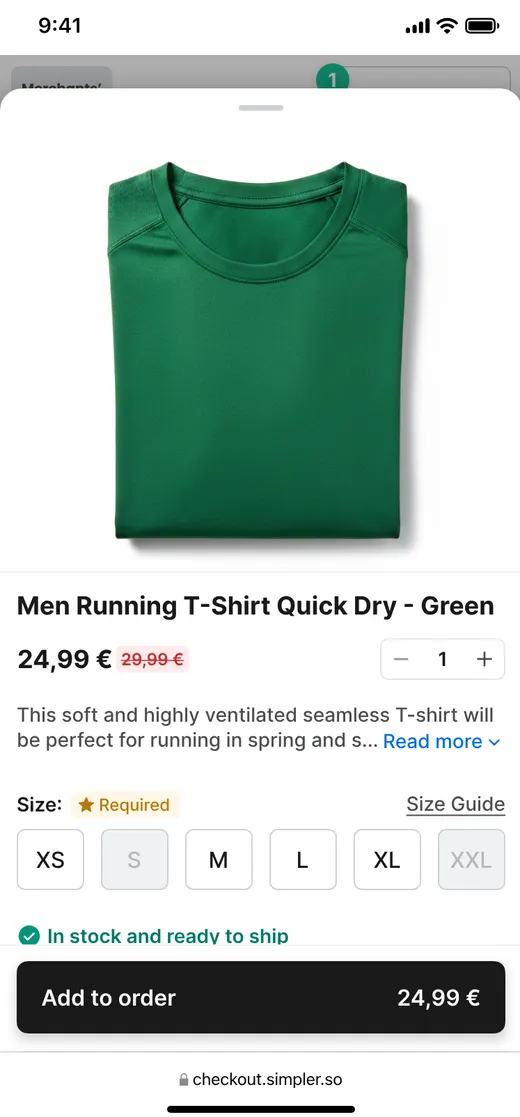 9:41
Merchants'
1
Men Running T-Shirt Quick Dry - Green
24,99 € 29,99 €
1
This soft and highly ventilated seamless T-shirt will
be perfect for running in spring and s... Read more
Size: Required
Size Guide
XS S M L XL XXL
In stock and ready to ship
Add to order 24,99 €
checkout.simpler.so